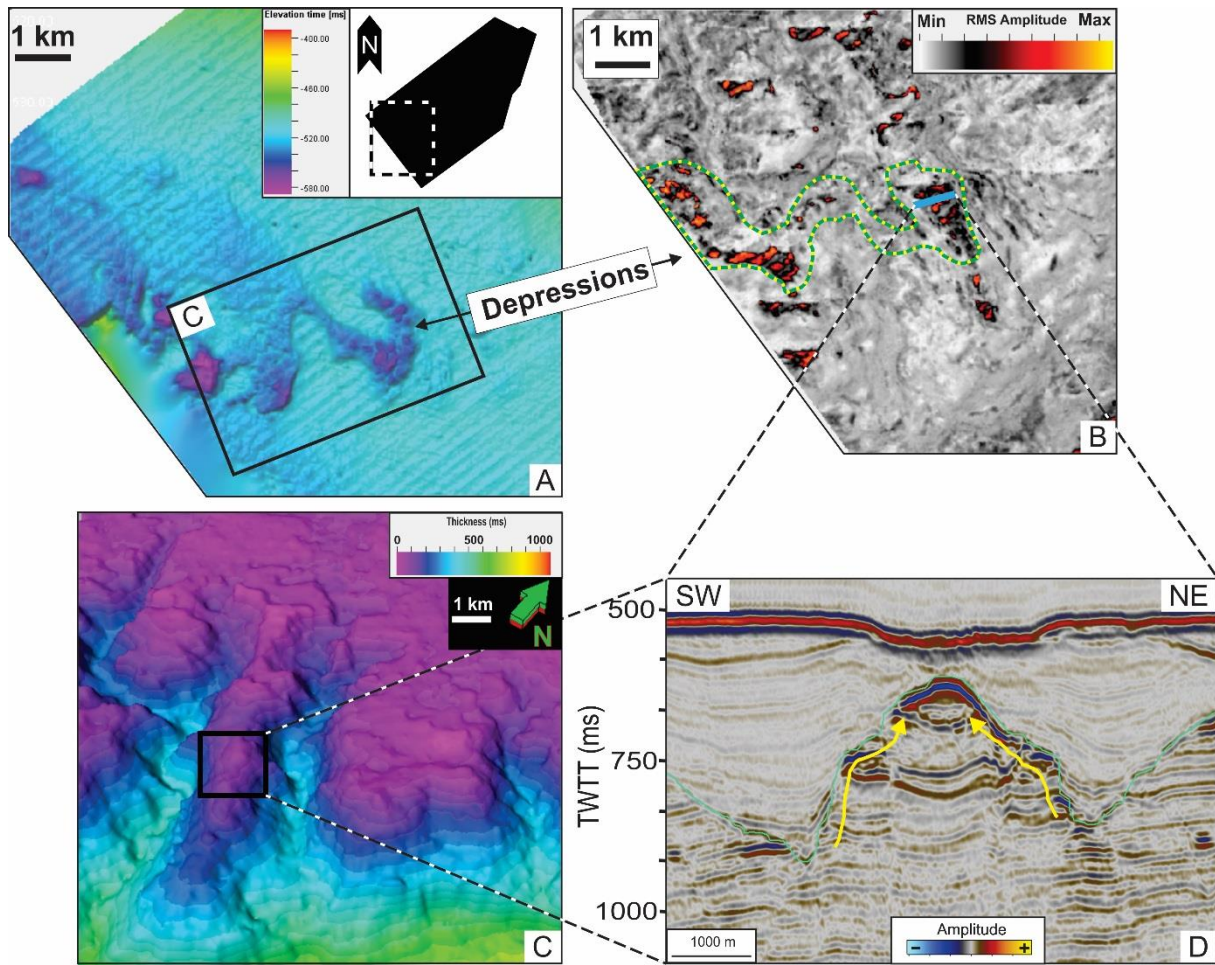 1 km
Elevation time [ms]
-400.00
-460.00
-520.00
-580.00
N
C
A
Depressions
1 km
Min RMS Amplitude Max
B
Thickness (ms)
0 500 1000
1 km
N
C
SW NE
500
750
1000
TWTT (ms)
1000 m
Amplitude
- +
D